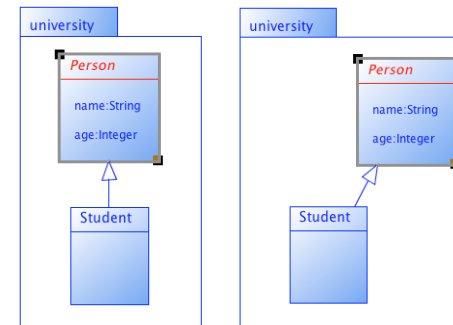 university
Person
name:String
age:Integer
Student
university
Person
name:String
age:Integer
Student